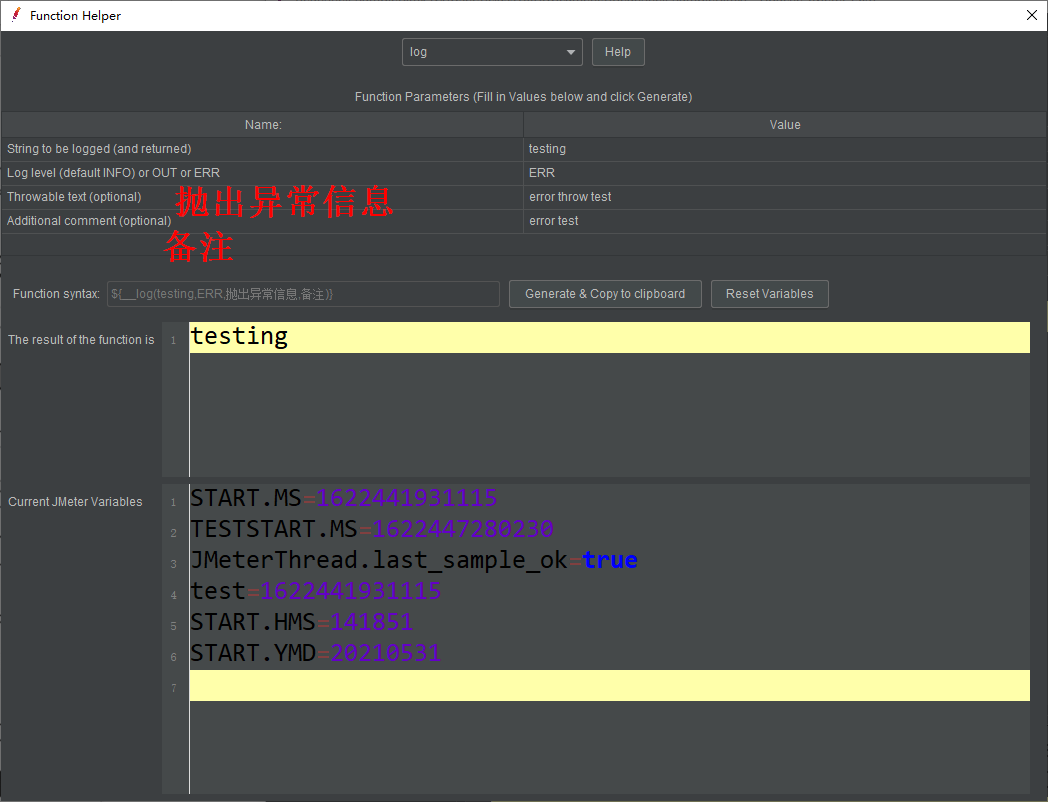 Function Helper
log
Help
Function Parameters (Fill in Values below and click Generate)
Name: Value
String to be logged (and returned) testing
Log level (default INFO) or OUT or ERR ERR
Throwable text (optional) 抛出异常信息 error throw test
Additional comment (optional) error test
备注
Function syntax: ${__log(testing,ERR,抛出异常信息,备注)} Generate & Copy to clipboard Reset Variables
The result of the function is 1 testing
Current JMeter Variables 1 START.MS=1622441931115
2 TESTSTART.MS=1622447280230
3 JMeterThread.last_sample_ok=true
4 test=1622441931115
5 START.HMS=141851
6 START.YMD=20210531
7